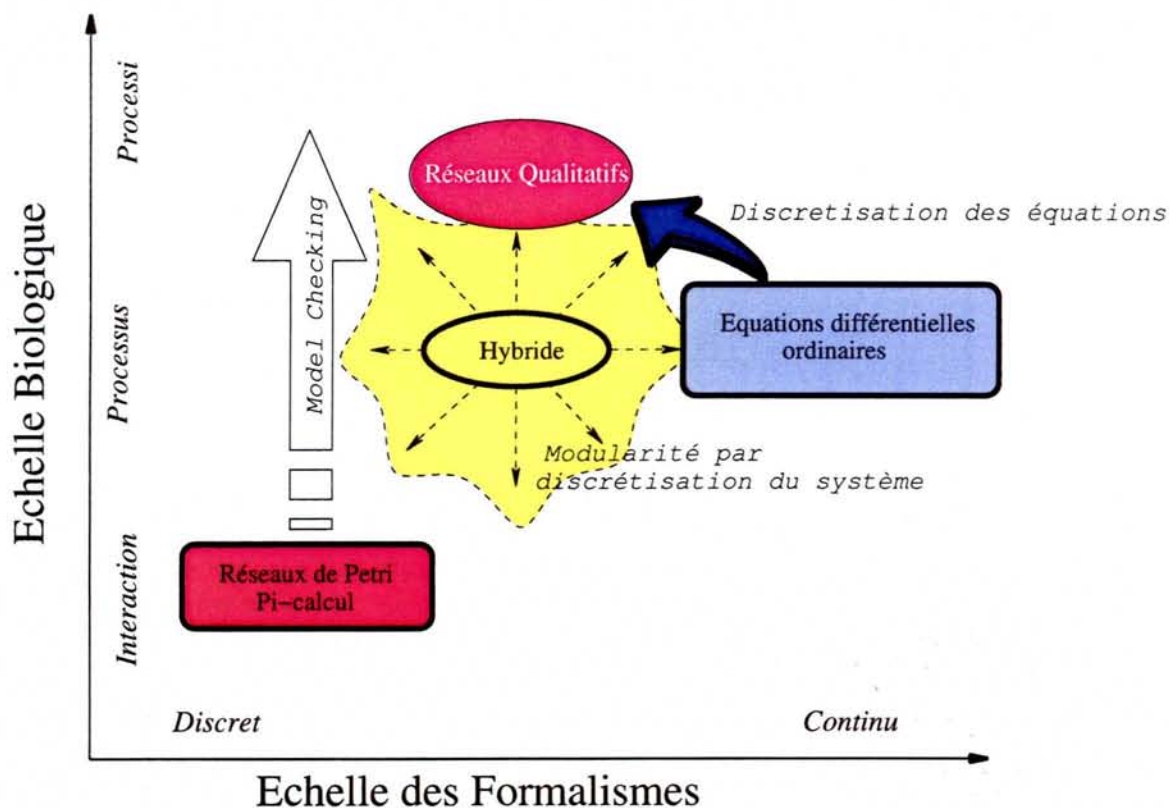 Processi
Réseaux Qualitatifs
Discretisation des équations
Echelle Biologique
Model Checking
Processus
Hybride
Equations différentielles
ordinaires
Modularité par
discrétisation du système
Interaction
Réseaux de Petri
Pi-calcul
Discret
Continu
Echelle des Formalismes